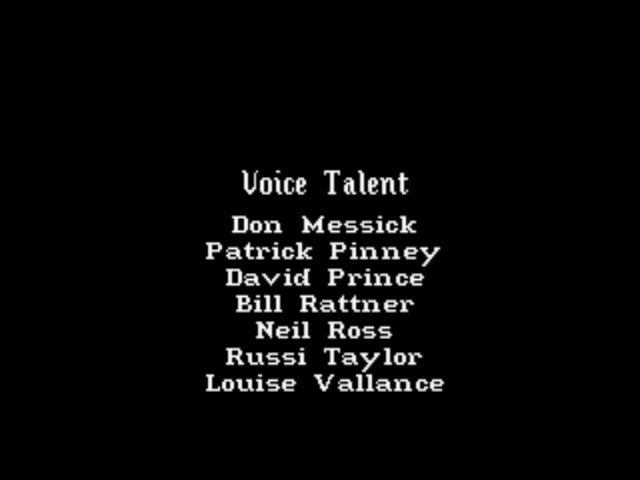 Voice Talent
Don Messick
Patrick Pinney
David Prince
Bill Rattner
Neil Ross
Russi Taylor
Louise Vallance